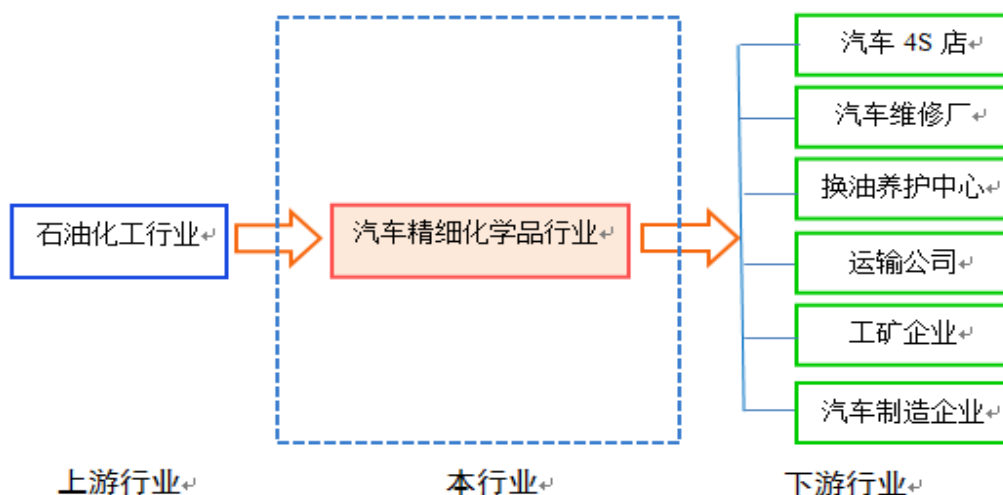 汽车 4S 店
汽车维修厂
换油养护中心
石油化工行业
汽车精细化学品行业
运输公司
工矿企业
汽车制造企业
上游行业
本行业
下游行业